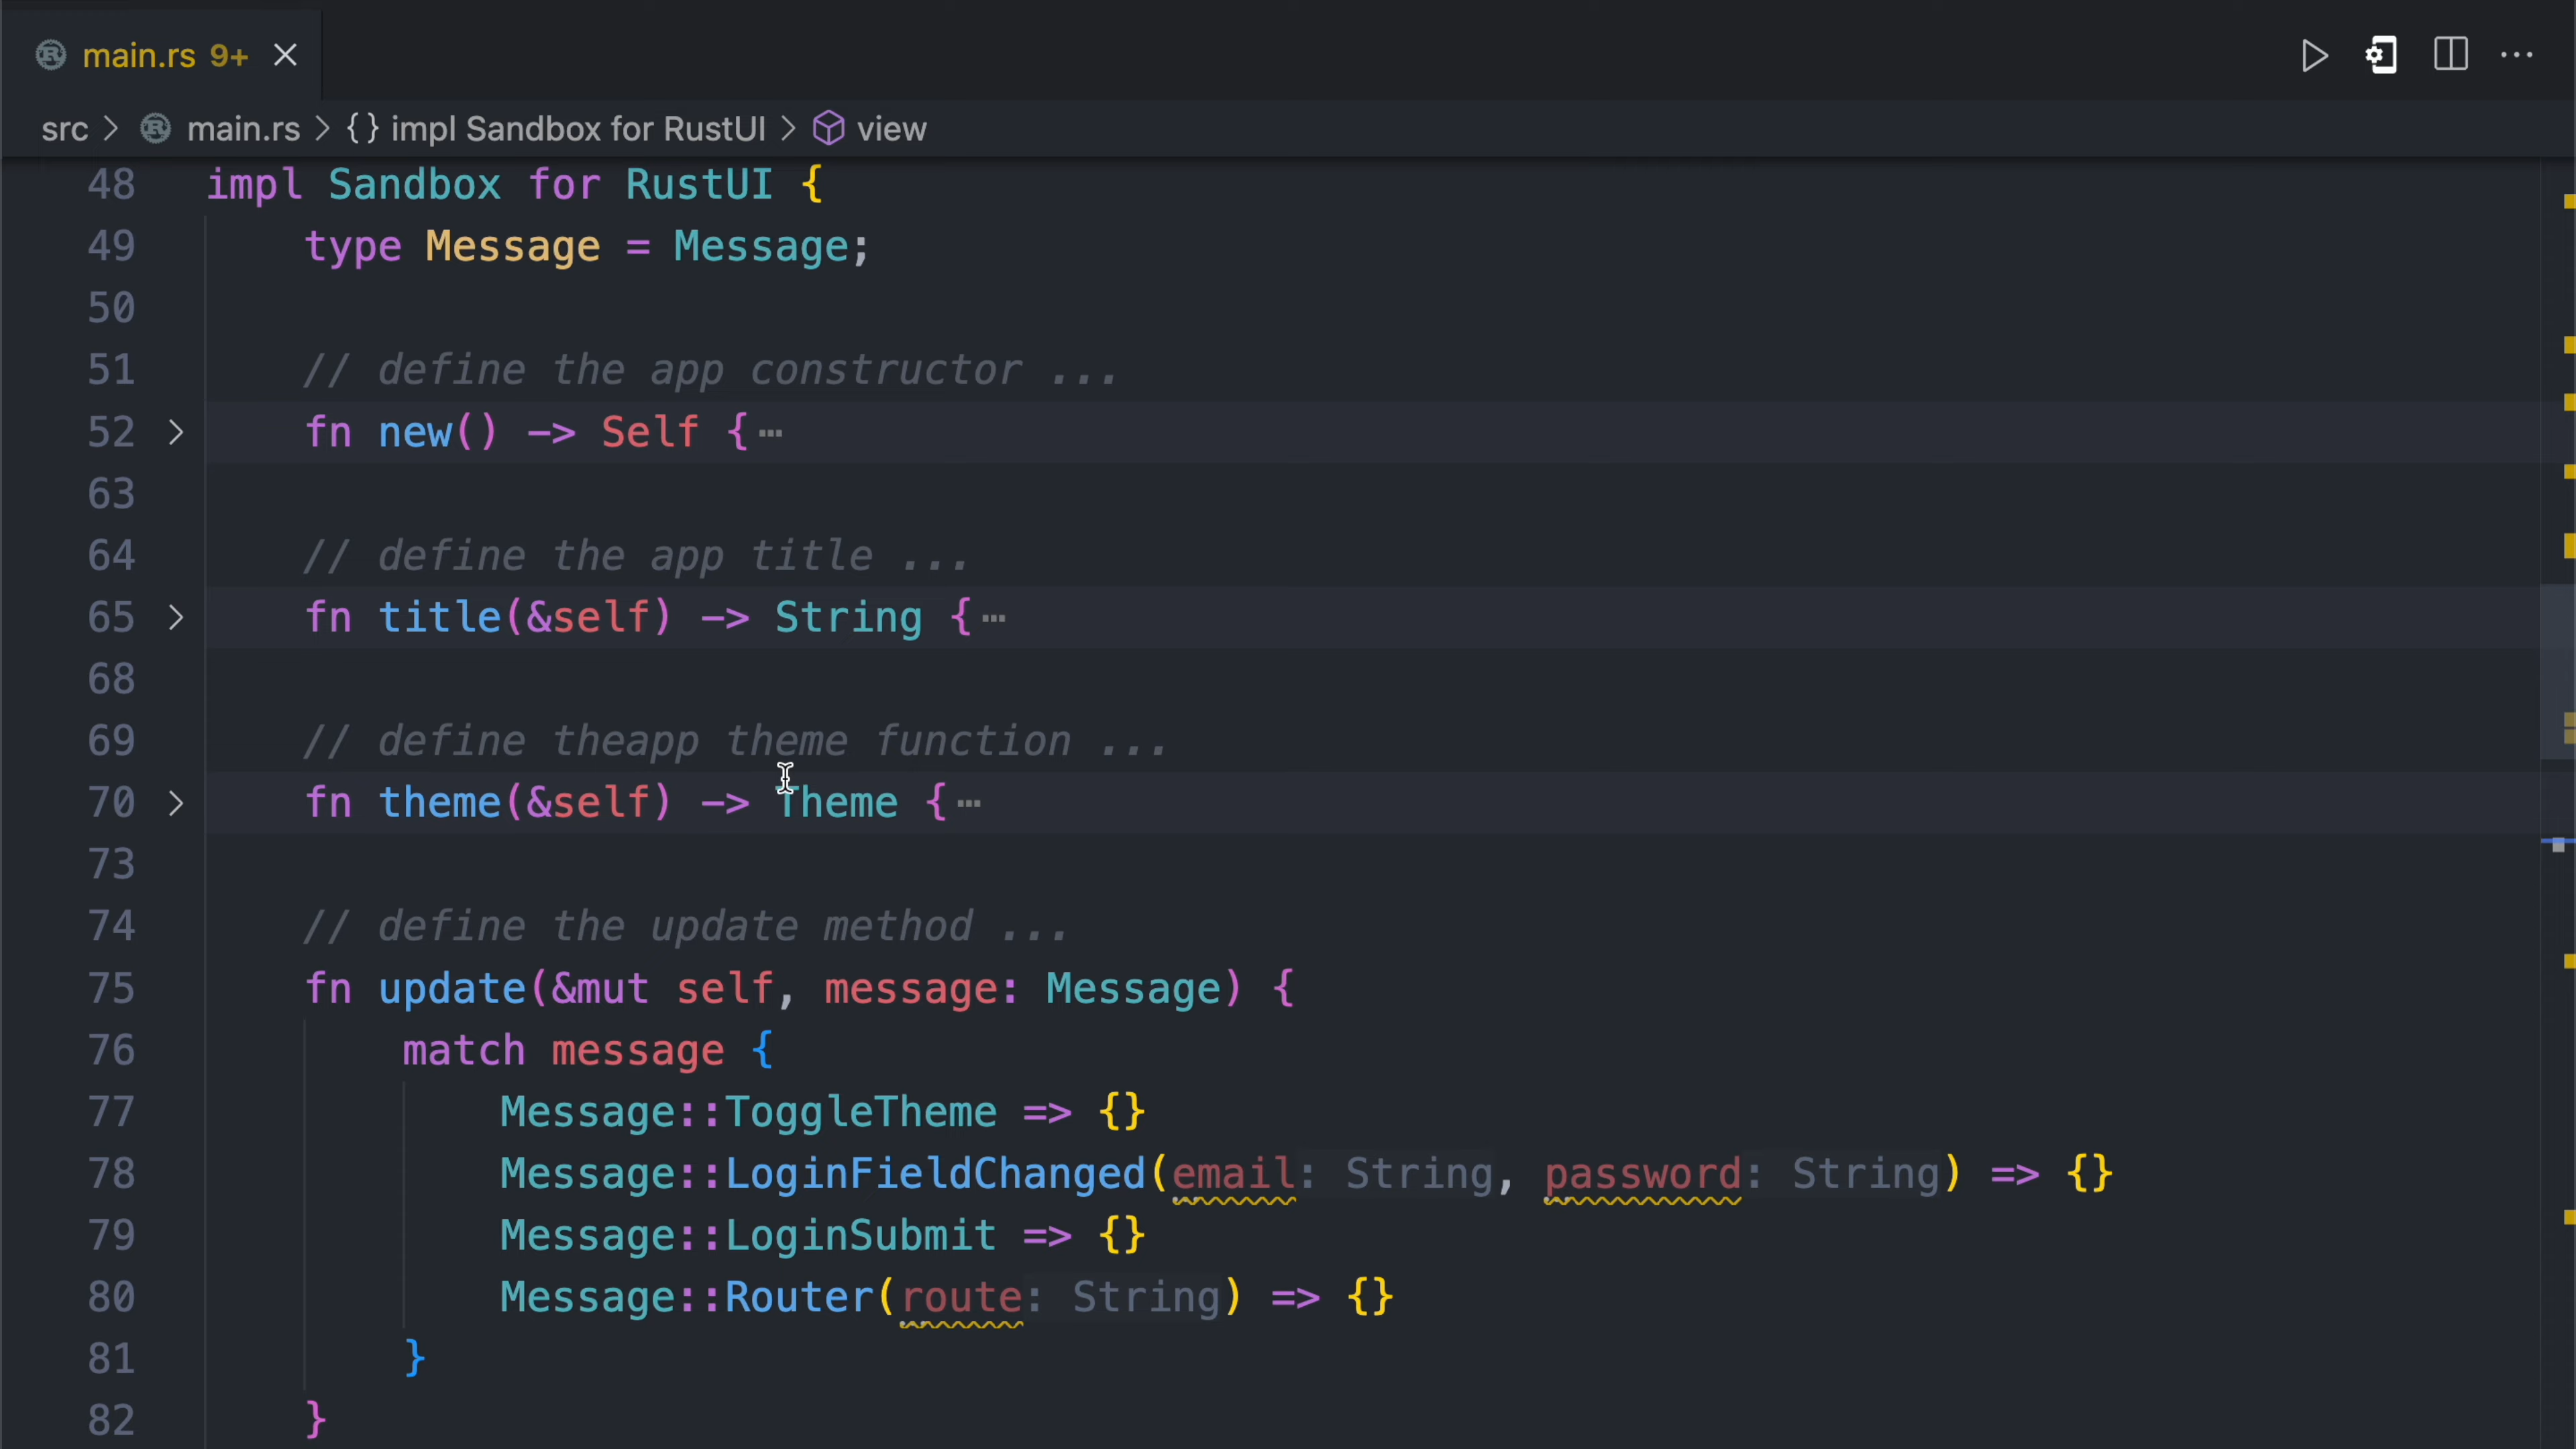 main.rs 9+
src > main.rs > {} impl Sandbox for RustUI > view
48 impl Sandbox for RustUI {
49 type Message = Message;
50
51 // define the app constructor ...
52 fn new() -> Self {⋯
63
64 // define the app title ...
65 fn title(&self) -> String {⋯
68
69 // define theapp theme function ...
70 fn theme(&self) -> Theme {⋯
73
74 // define the update method ...
75 fn update(&mut self, message: Message) {
76 match message {
77 Message::ToggleTheme => {}
78 Message::LoginFieldChanged(email: String, password: String) => {}
79 Message::LoginSubmit => {}
80 Message::Router(route: String) => {}
81 }
82 }